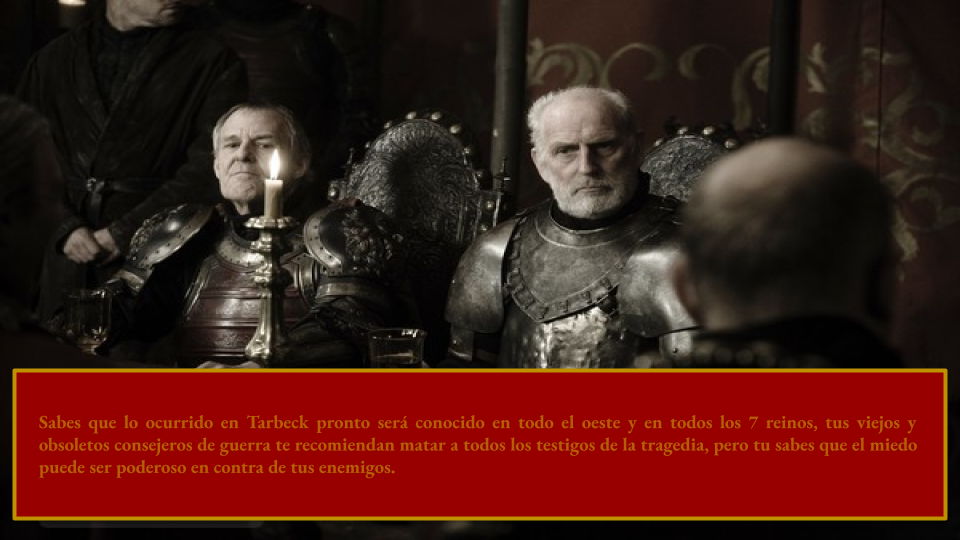 Sabes que lo ocurrido en Tarbeck pronto será conocido en todo el oeste y en todos los 7 reinos, tus viejos y
obsoletos consejeros de guerra te recomiendan matar a todos los testigos de la tragedia, pero tu sabes que el miedo
puede ser poderoso en contra de tus enemigos.